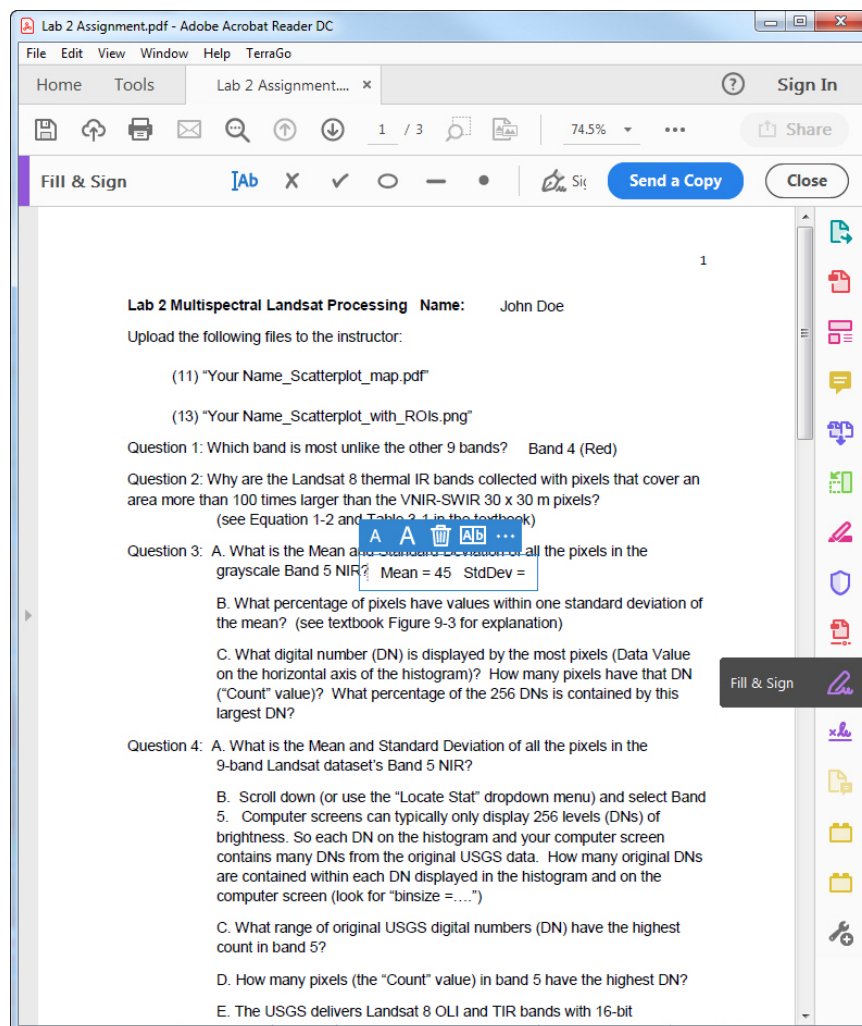 Lab 2 Assignment.pdf - Adobe Acrobat Reader DC
File Edit View Window Help TerraGo
Home Tools Lab 2 Assignment.... × ? Sign In
1 / 3 74.5% ••• Share
Fill & Sign Ab Sig Send a Copy Close
1
Lab 2 Multispectral Landsat Processing Name: John Doe
Upload the following files to the instructor:
(11) “Your Name_Scatterplot_map.pdf”
(13) “Your Name_Scatterplot_with_ROIs.png”
Question 1: Which band is most unlike the other 9 bands? Band 4 (Red)
Question 2: Why are the Landsat 8 thermal IR bands collected with pixels that cover an
area more than 100 times larger than the VNIR-SWIR 30 x 30 m pixels?
(see Equation 1-2 and Table 3-1 in the textbook)
A A Ab ...
Question 3: A. What is the Mean and Standard Deviation of all the pixels in the
grayscale Band 5 NIR? Mean = 45 StdDev =
B. What percentage of pixels have values within one standard deviation of
the mean? (see textbook Figure 9-3 for explanation)
C. What digital number (DN) is displayed by the most pixels (Data Value
on the horizontal axis of the histogram)? How many pixels have that DN
(“Count” value)? What percentage of the 256 DNs is contained by this
largest DN?
Fill & Sign
Question 4: A. What is the Mean and Standard Deviation of all the pixels in the
9-band Landsat dataset’s Band 5 NIR?
B. Scroll down (or use the “Locate Stat” dropdown menu) and select Band
5. Computer screens can typically only display 256 levels (DNs) of
brightness. So each DN on the histogram and your computer screen
contains many DNs from the original USGS data. How many original DNs
are contained within each DN displayed in the histogram and on the
computer screen (look for “binsize =....”)
C. What range of original USGS digital numbers (DN) have the highest
count in band 5?
D. How many pixels (the “Count” value) in band 5 have the highest DN?
E. The USGS delivers Landsat 8 OLI and TIR bands with 16-bit